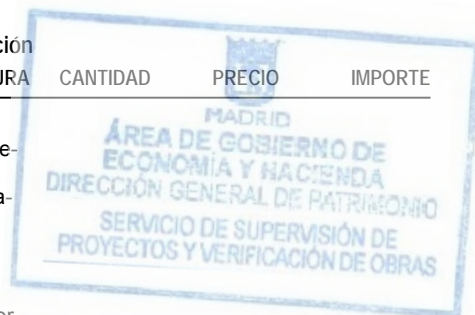 ción
URA CANTIDAD PRECIO IMPORTE
MADRID
e- ÁREA DE GOBIERNO DE
ECONOMÍA Y HACIENDA
a- DIRECCIÓN GENERAL DE PATRIMONIO
SERVICIO DE SUPERVISIÓN DE
PROYECTOS Y VERIFICACIÓN DE OBRAS
or